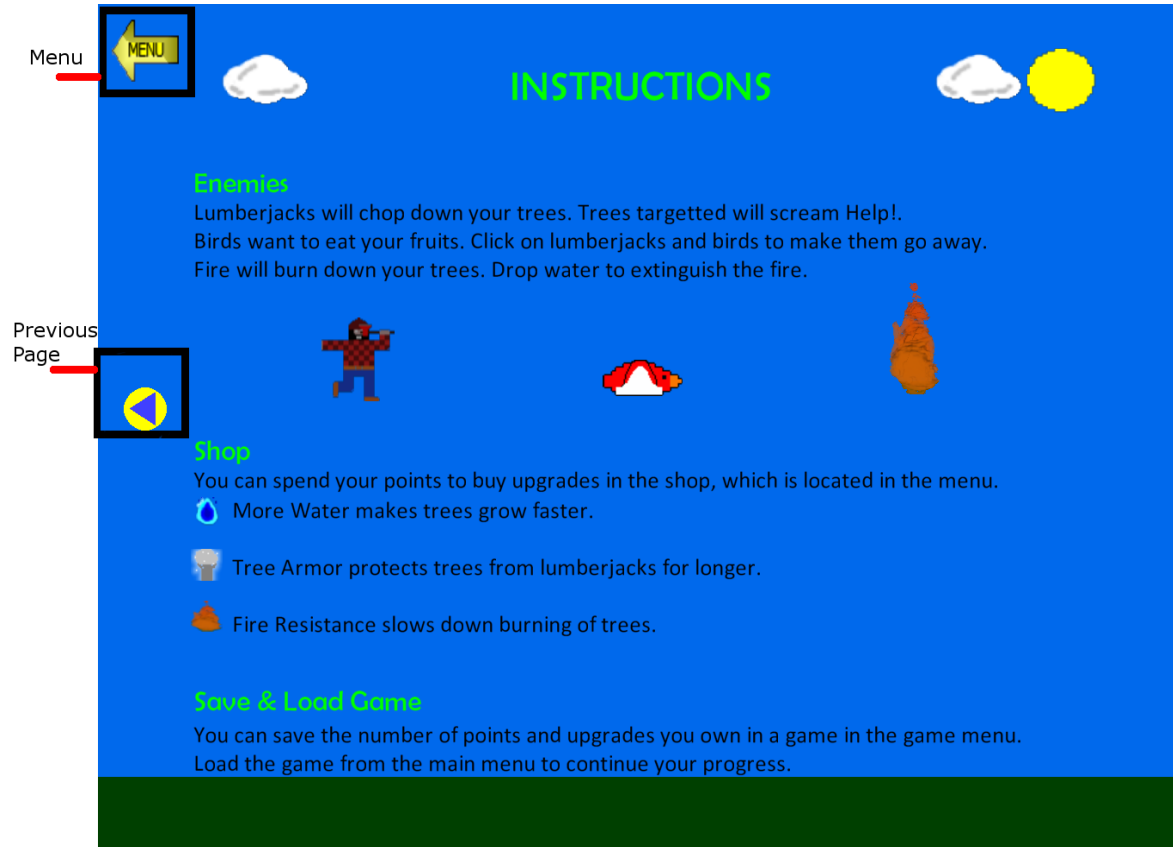 Menu
MENU
INSTRUCTIONS
Enemies
Lumberjacks will chop down your trees. Trees targetted will scream Help!.
Birds want to eat your fruits. Click on lumberjacks and birds to make them go away.
Fire will burn down your trees. Drop water to extinguish the fire.
Previous
Page
Shop
You can spend your points to buy upgrades in the shop, which is located in the menu.
More Water makes trees grow faster.
Tree Armor protects trees from lumberjacks for longer.
Fire Resistance slows down burning of trees.
Save & Load Game
You can save the number of points and upgrades you own in a game in the game menu.
Load the game from the main menu to continue your progress.